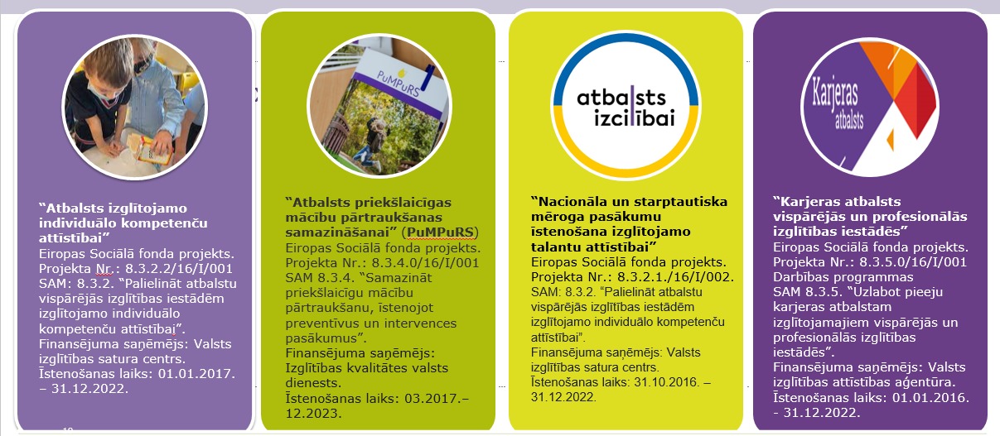 PuMPuRS
atbalsts
izcilībai
Karjeras
atbalsts
“Atbalsts izglītojamo
individuālo kompetenču
attīstībai”
Eiropas Sociālā fonda projekts.
Projekta Nr.: 8.3.2.2/16/I/001
SAM: 8.3.2. “Palielināt atbalstu
vispārējās izglītības iestādēm
izglītojamo individuālo
kompetenču attīstībai”.
Finansējuma saņēmējs: Valsts
izglītības satura centrs.
Īstenošanas laiks: 01.01.2017.
– 31.12.2022.
“Atbalsts priekšlaicīgas
mācību pārtraukšanas
samazināšanai” (PuMPuRS)
Eiropas Sociālā fonda projekts.
Projekta Nr.: 8.3.4.0/16/I/001
SAM 8.3.4. “Samazināt
priekšlaicīgu mācību
pārtraukšanu, īstenojot
preventīvus un intervences
pasākumus”.
Finansējuma saņēmējs:
Izglītības kvalitātes valsts
dienests.
Īstenošanas laiks: 03.2017.–
12.2023.
“Nacionāla un starptautiska
mēroga pasākumu
īstenošana izglītojamo
talantu attīstībai”
Eiropas Sociālā fonda projekts.
Projekta Nr.: 8.3.2.1./16/I/002.
SAM: 8.3.2. “Palielināt atbalstu
vispārējās izglītības iestādēm
izglītojamo individuālo kompetenču
attīstībai”.
Finansējuma saņēmējs: Valsts
izglītības satura centrs.
Īstenošanas laiks: 31.10.2016. –
31.12.2022.
“Karjeras atbalsts
vispārējās un profesionālās
izglītības iestādēs”
Eiropas Sociālā fonda projekts.
Projekta Nr.: 8.3.5.0/16/I/001
Darbības programmas
SAM 8.3.5. “Uzlabot pieeju
karjeras atbalstam
izglītojamajiem vispārējās un
profesionālās izglītības
iestādēs”.
Finansējuma saņēmējs: Valsts
izglītības attīstības aģentūra.
Īstenošanas laiks: 01.01.2016.
- 31.12.2022.